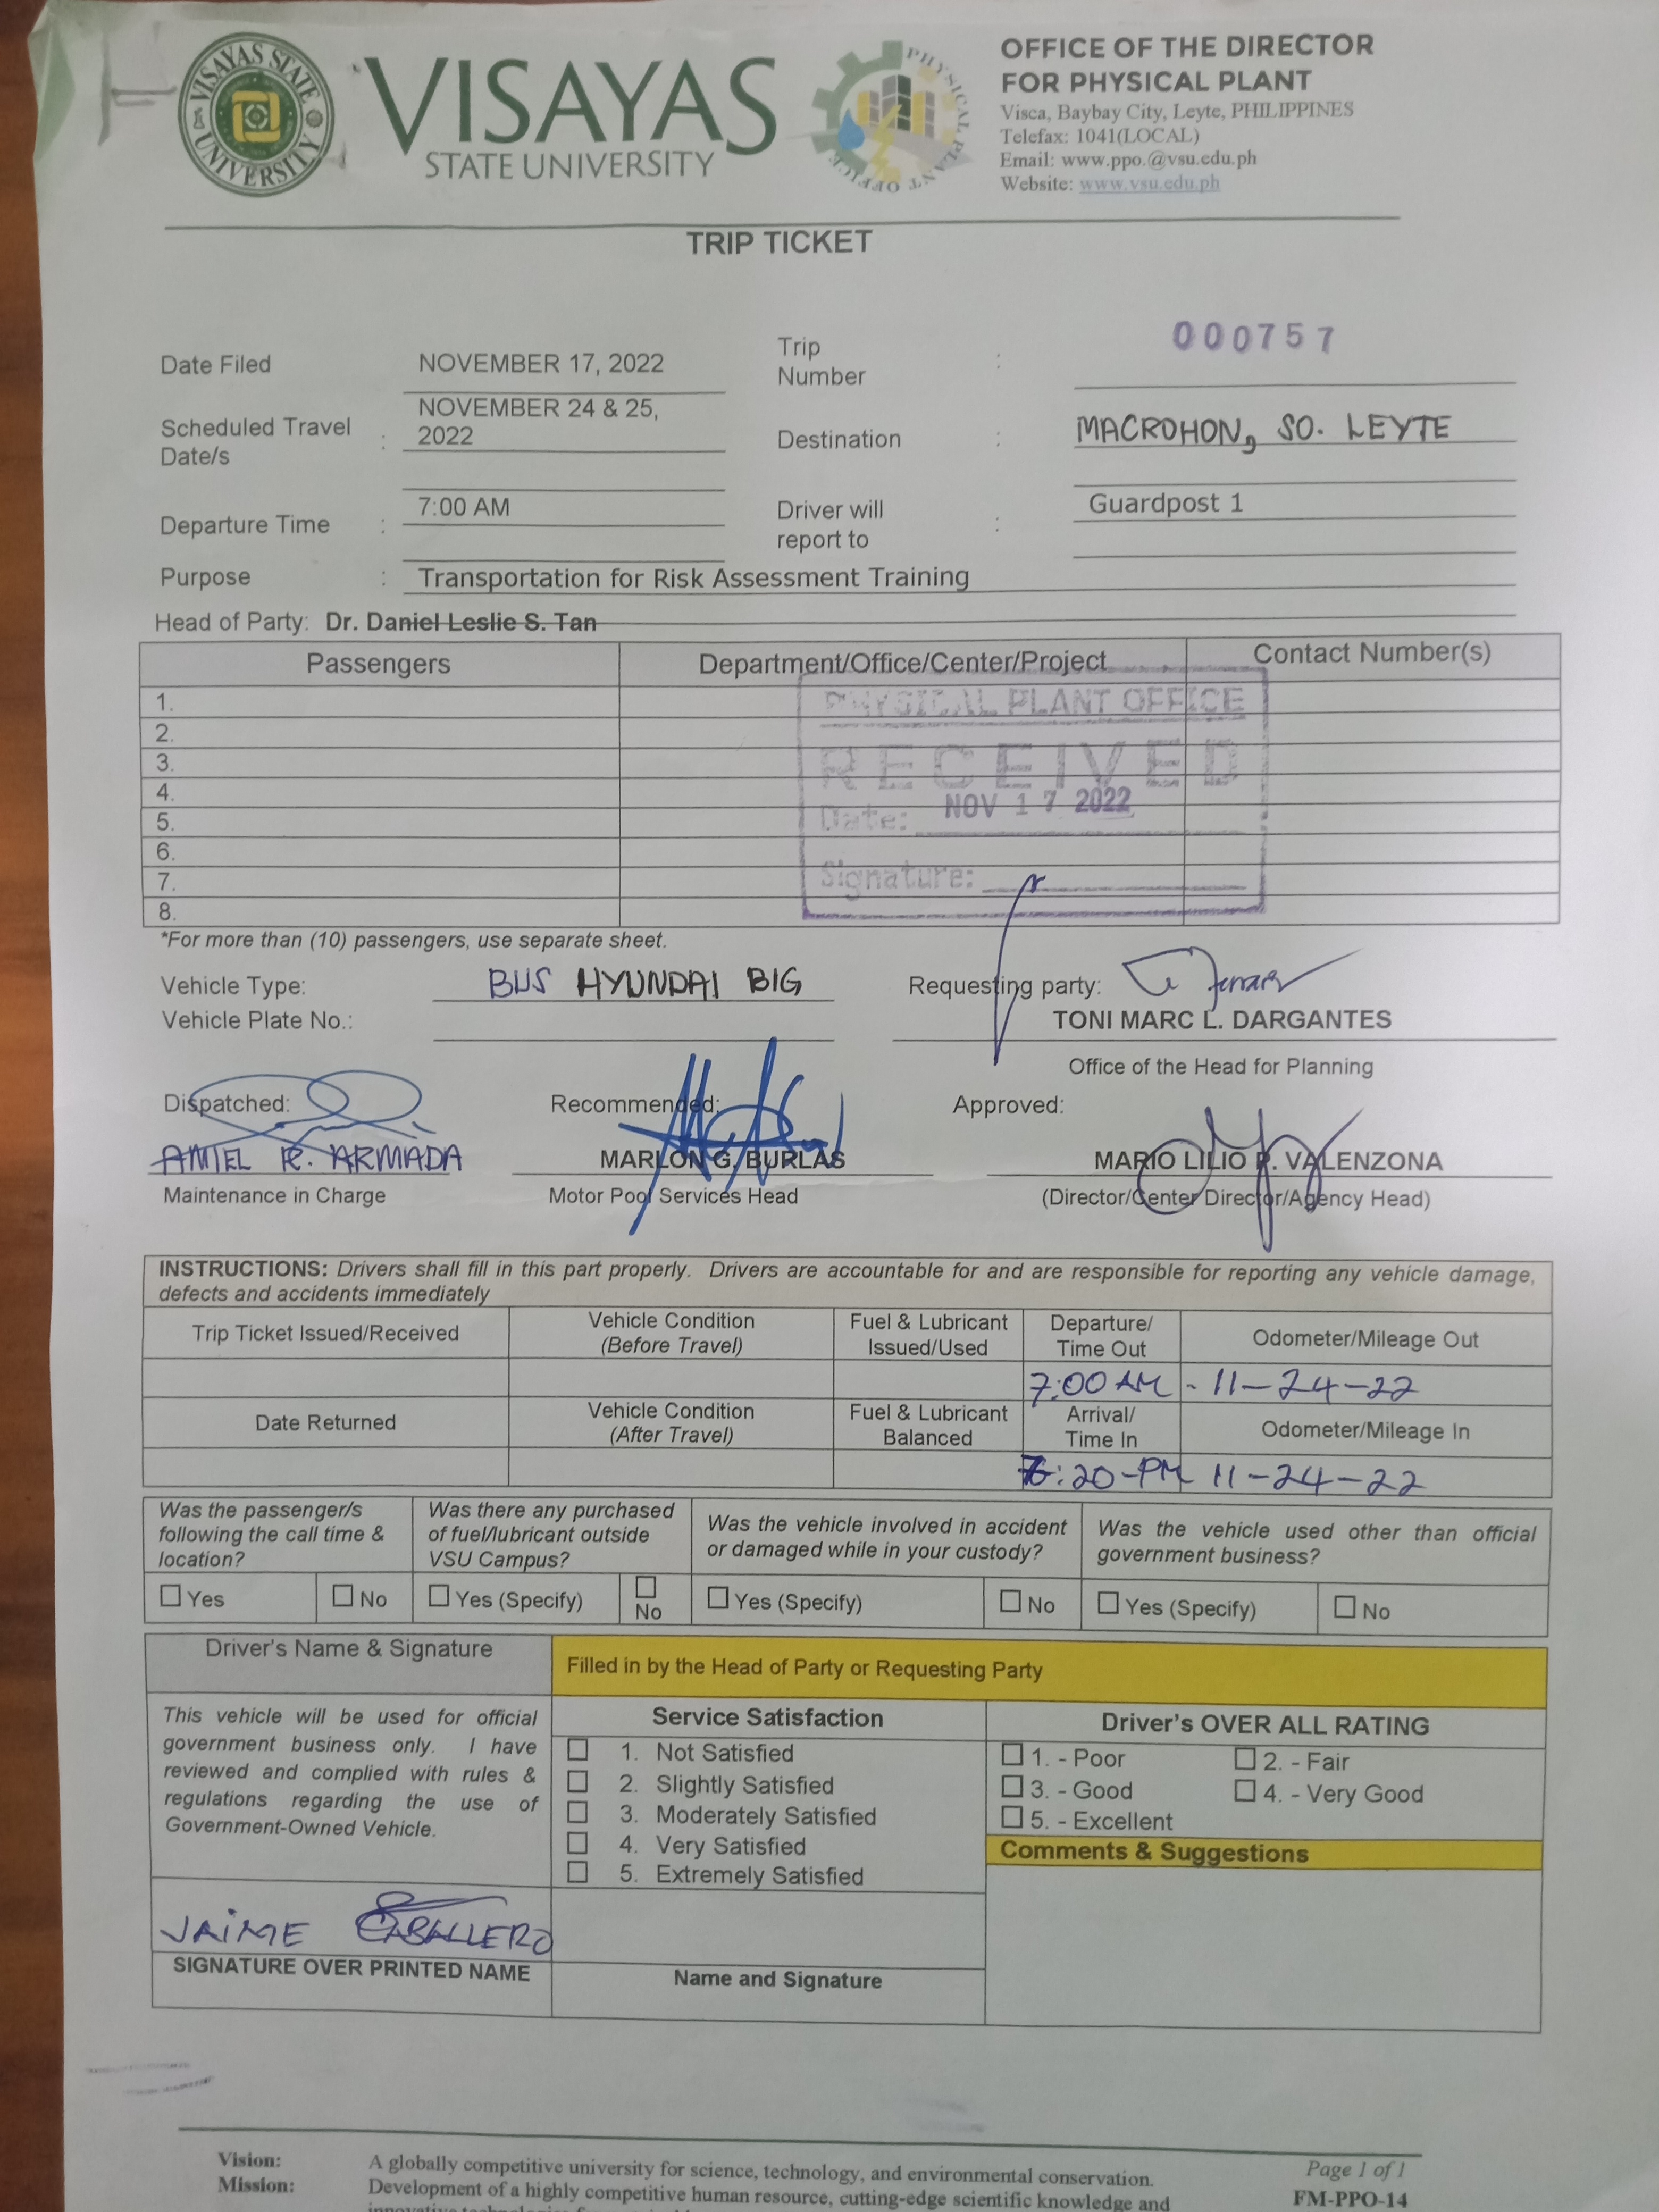 VISAYAS STATE UNIVERSITY
VISAYAS
STATE UNIVERSITY
PHYSICAL PLANT OFFICE
OFFICE OF THE DIRECTOR
FOR PHYSICAL PLANT
Visca, Baybay City, Leyte, PHILIPPINES
Telefax: 1041(LOCAL)
Email: www.ppo.@vsu.edu.ph
Website: www.vsu.edu.ph
TRIP TICKET
Date Filed NOVEMBER 17, 2022 Trip Number : 000757
Scheduled Travel Date/s : NOVEMBER 24 & 25, 2022 Destination : MACROHON, SO. LEYTE
Departure Time : 7:00 AM Driver will report to : Guardpost 1
Purpose : Transportation for Risk Assessment Training
Head of Party: Dr. Daniel Leslie S. Tan
Passengers Department/Office/Center/Project Contact Number(s)
1.
2.
3.
4.
5.
6.
7.
8.
PHYSICAL PLANT OFFICE
RECEIVED
Date: NOV 17 2022
Signature:
*For more than (10) passengers, use separate sheet.
Vehicle Type: BUS HYUNDAI BIG Requesting party:
Vehicle Plate No.: TONI MARC L. DARGANTES
Office of the Head for Planning
Dispatched: Recommended: Approved:
AMIEL R. ARMADA MARLON G. BURLAS MARIO LILIO P. VALENZONA
Maintenance in Charge Motor Pool Services Head (Director/Center Director/Agency Head)
INSTRUCTIONS: Drivers shall fill in this part properly. Drivers are accountable for and are responsible for reporting any vehicle damage,
defects and accidents immediately
Trip Ticket Issued/Received Vehicle Condition (Before Travel) Fuel & Lubricant Issued/Used Departure/ Time Out Odometer/Mileage Out
7:00 AM - 11-24-22
Date Returned Vehicle Condition (After Travel) Fuel & Lubricant Balanced Arrival/ Time In Odometer/Mileage In
:20-PM 11-24-22
Was the passenger/s following the call time & location? Was there any purchased of fuel/lubricant outside VSU Campus? Was the vehicle involved in accident or damaged while in your custody? Was the vehicle used other than official government business?
Yes No Yes (Specify) No Yes (Specify) No Yes (Specify) No
Driver's Name & Signature Filled in by the Head of Party or Requesting Party
This vehicle will be used for official
government business only. I have
reviewed and complied with rules &
regulations regarding the use of
Government-Owned Vehicle.
Service Satisfaction
1. Not Satisfied
2. Slightly Satisfied
3. Moderately Satisfied
4. Very Satisfied
5. Extremely Satisfied
Driver's OVER ALL RATING
1. - Poor 2. - Fair
3. - Good 4. - Very Good
5. - Excellent
Comments & Suggestions
JAIME CABALLERO
SIGNATURE OVER PRINTED NAME Name and Signature
Vision: A globally competitive university for science, technology, and environmental conservation.
Mission: Development of a highly competitive human resource, cutting-edge scientific knowledge and
Page 1 of 1
FM-PPO-14